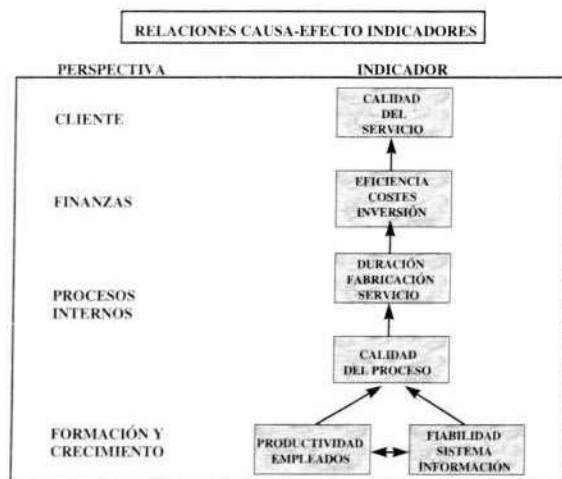 RELACIONES CAUSA-EFECTO INDICADORES
PERSPECTIVA
INDICADOR
CLIENTE
CALIDAD
DEL
SERVICIO
FINANZAS
EFICIENCIA
COSTES
INVERSIÓN
PROCESOS
INTERNOS
DURACIÓN
FABRICACIÓN
SERVICIO
CALIDAD
DEL PROCESO
FORMACIÓN Y
CRECIMIENTO
PRODUCTIVIDAD
EMPLEADOS
FIABILIDAD
SISTEMA
INFORMACIÓN